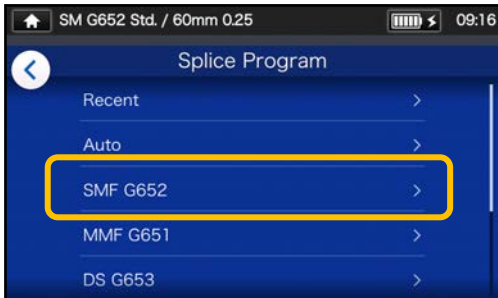 SM G652 Std. / 60mm 0.25 09:16
Splice Program
Recent
Auto
SMF G652
MMF G651
DS G653